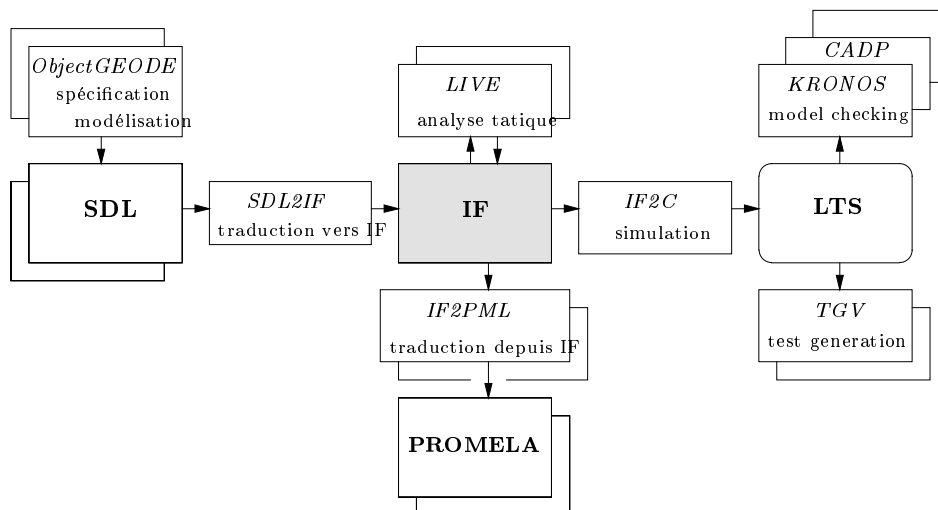 CADP
ObjectGEODE
spécification
modélisation
LIVE
analyse tatique
KRONOS
model checking
SDL
SDL2IF
traduction vers IF
IF
IF2C
simulation
LTS
IF2PML
traduction depuis IF
TGV
test generation
PROMELA